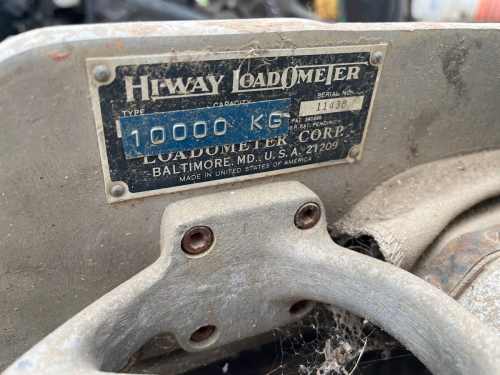 HI-WAY LOADOMETER
TYPE CAPACITY SERIAL NO.
11438
10000 KG
LOADOMETER CORP.
BALTIMORE, MD., U.S.A. 21209
MADE IN UNITED STATES OF AMERICA